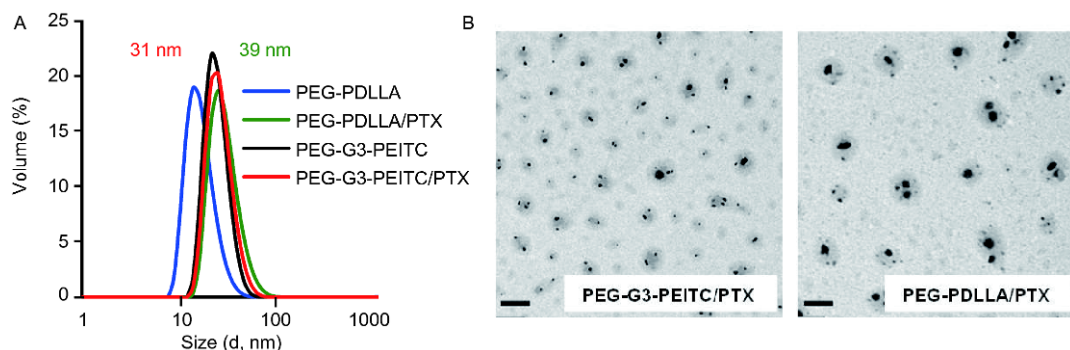 A
31 nm
39 nm
PEG-PDLLA
PEG-PDLLA/PTX
PEG-G3-PEITC
PEG-G3-PEITC/PTX
Volume (%)
25
20
15
10
5
0
1
10
100
1000
Size (d, nm)
B
PEG-G3-PEITC/PTX
PEG-PDLLA/PTX